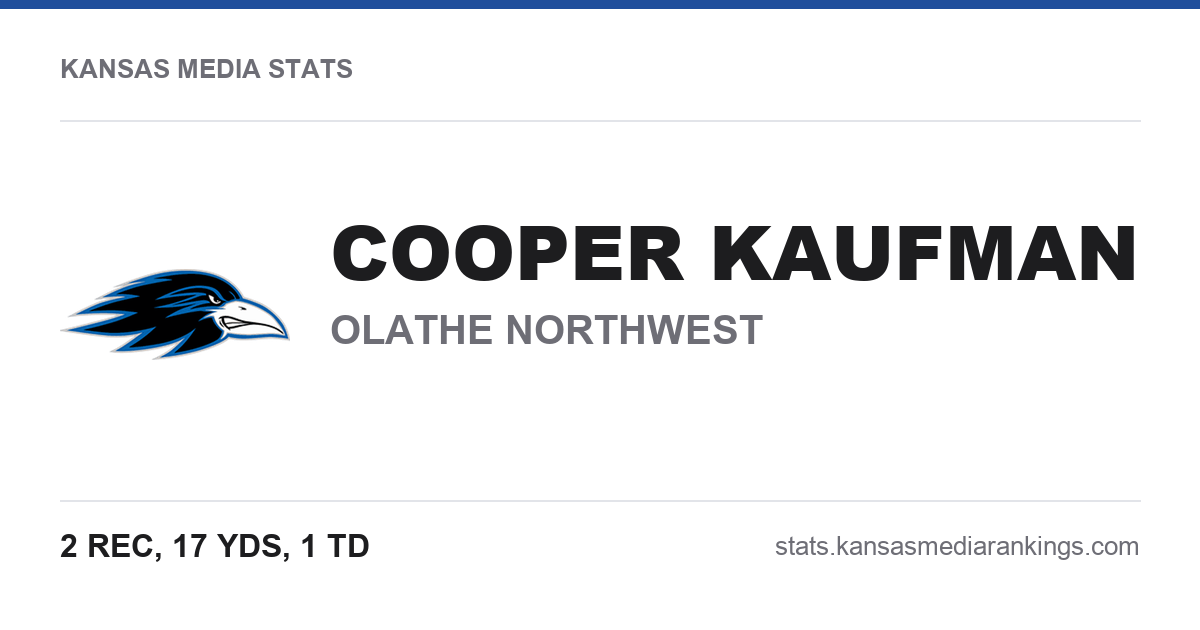 KANSAS MEDIA STATS
COOPER KAUFMAN
OLATHE NORTHWEST
2 REC, 17 YDS, 1 TD
stats.kansasmediarankings.com